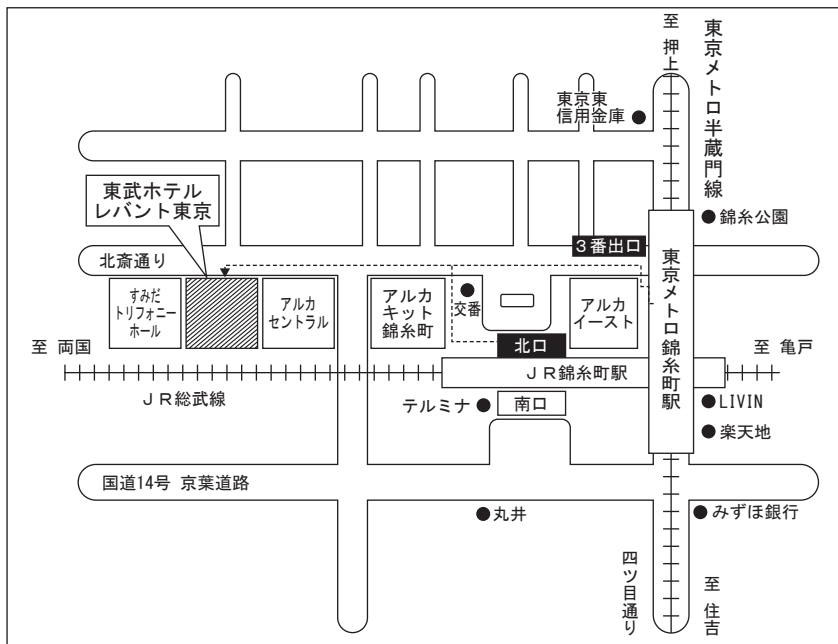 至 押上
東京メトロ半蔵門線
東京東
信用金庫
東武ホテル
レバント東京
錦糸公園
３番出口
北斎通り
すみだ
トリフォニー
ホール
アルカ
セントラル
アルカ
キット
錦糸町
交番
アルカ
イースト
東京メトロ錦糸町駅
北口
至 両国
至 亀戸
ＪＲ錦糸町駅
ＪＲ総武線
テルミナ
南口
LIVIN
楽天地
国道14号 京葉道路
丸井
みずほ銀行
四ツ目通り
至 住吉